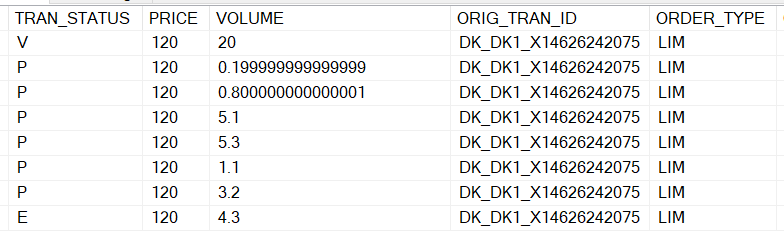 TRAN_STATUS PRICE VOLUME ORIG_TRAN_ID ORDER_TYPE
V 120 20 DK_DK1_X14626242075 LIM
P 120 0.199999999999999 DK_DK1_X14626242075 LIM
P 120 0.800000000000001 DK_DK1_X14626242075 LIM
P 120 5.1 DK_DK1_X14626242075 LIM
P 120 5.3 DK_DK1_X14626242075 LIM
P 120 1.1 DK_DK1_X14626242075 LIM
P 120 3.2 DK_DK1_X14626242075 LIM
E 120 4.3 DK_DK1_X14626242075 LIM